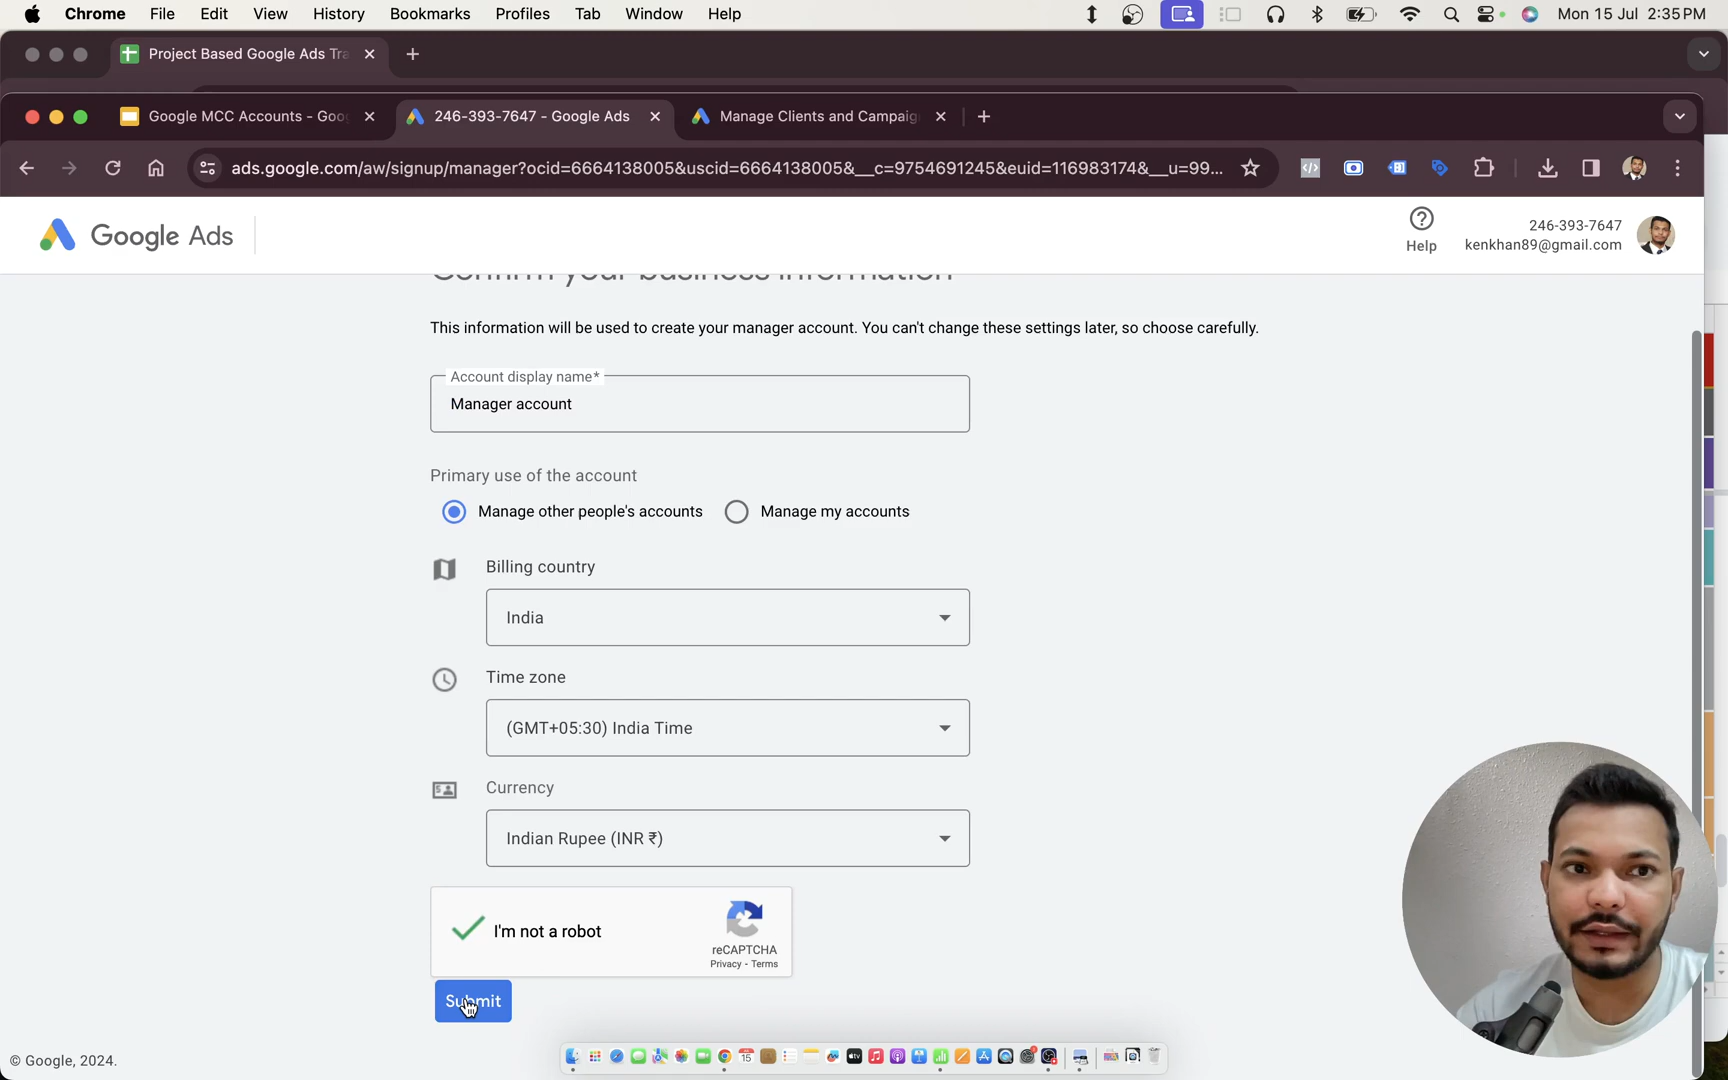 Chrome File Edit View History Bookmarks Profiles Tab Window Help Mon 15 Jul 2:35 PM
Project Based Google Ads Tra
Google MCC Accounts - Goo 246-393-7647 - Google Ads Manage Clients and Campaig
ads.google.com/aw/signup/manager?ocid=6664138005&uscid=6664138005&__c=9754691245&euid=116983174&__u=99...
Google Ads
Help
246-393-7647
kenkhan89@gmail.com
Confirm your business information
This information will be used to create your manager account. You can't change these settings later, so choose carefully.
Account display name*
Manager account
Primary use of the account
Manage other people's accounts Manage my accounts
Billing country
India
Time zone
(GMT+05:30) India Time
Currency
Indian Rupee (INR ₹)
I'm not a robot
reCAPTCHA
Privacy - Terms
Submit
© Google, 2024.